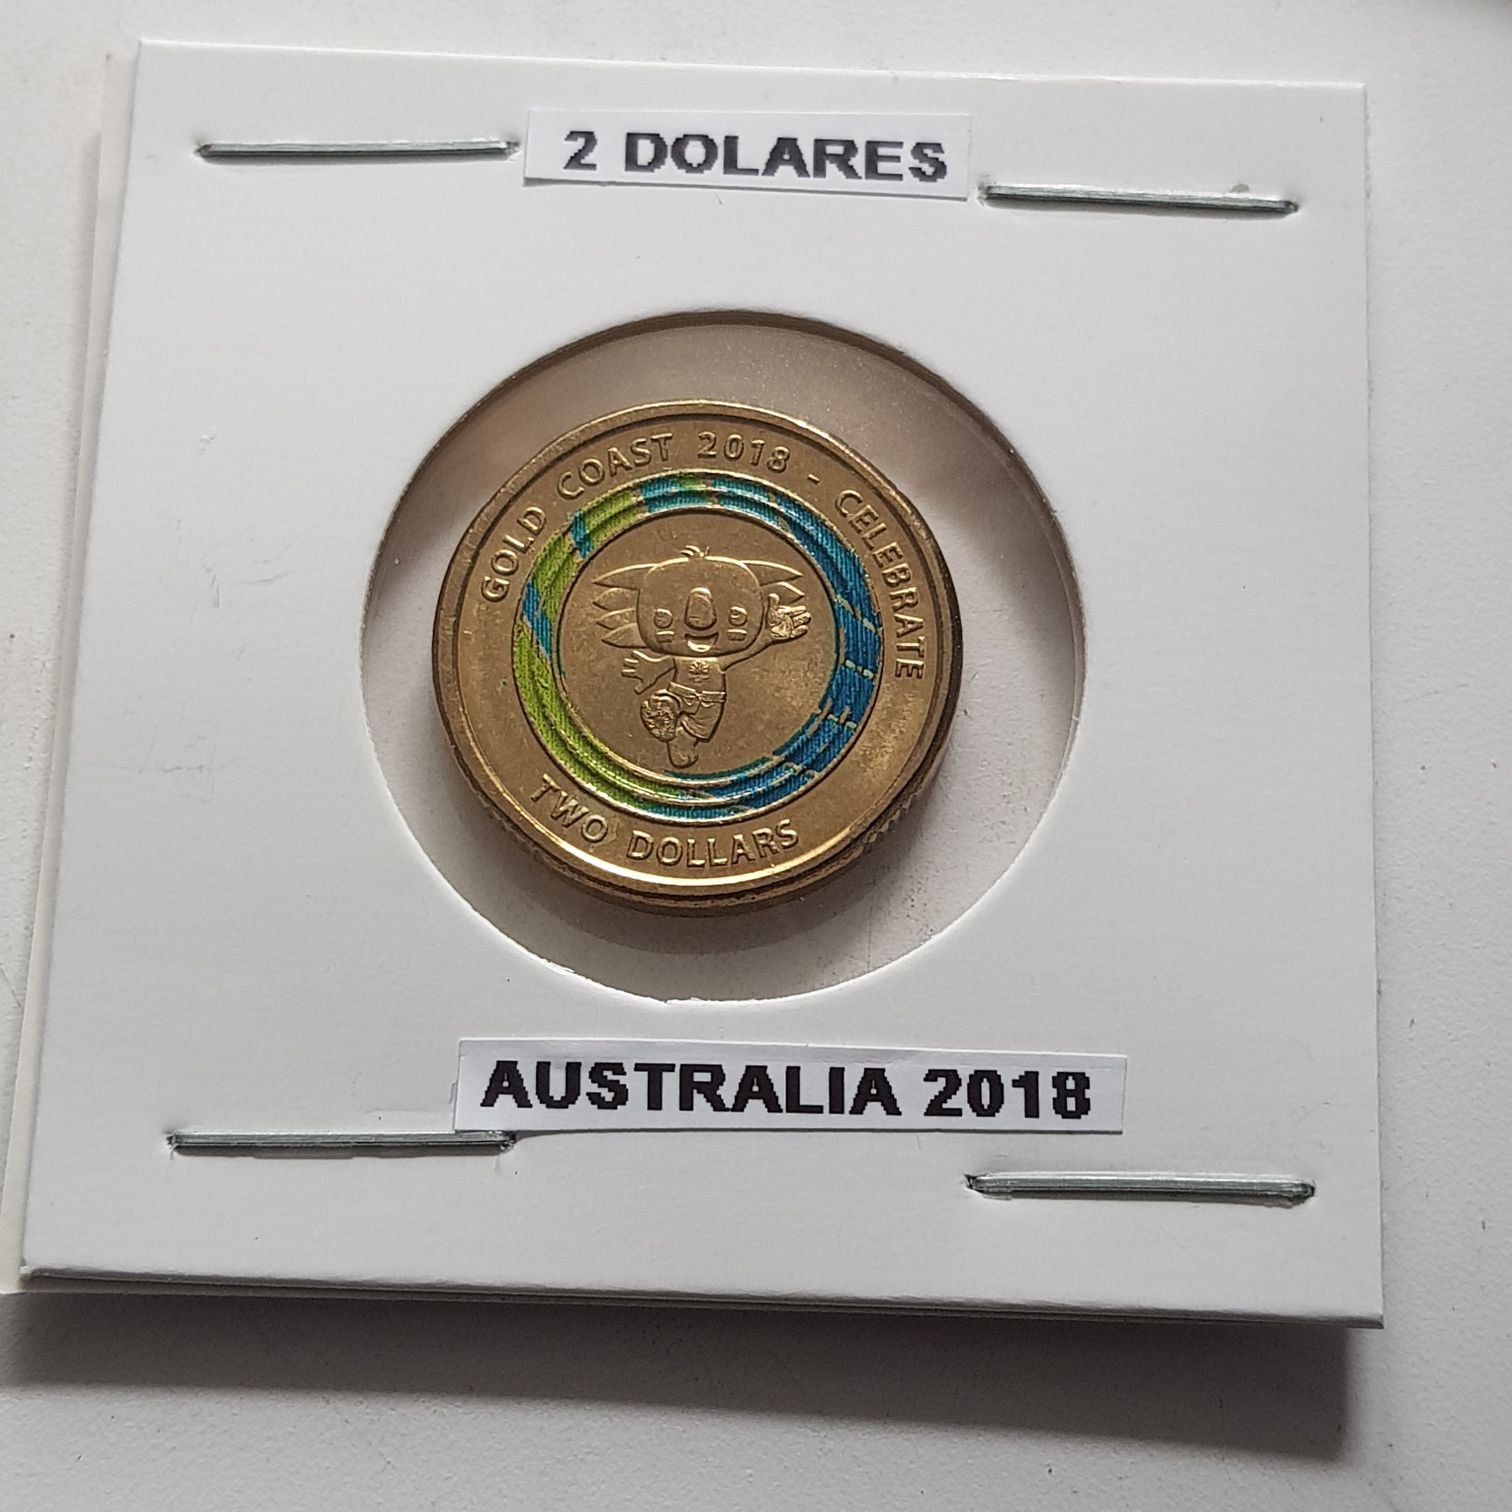 2 DOLARES
GOLD COAST 2018 - CELEBRATE
TWO DOLLARS
AUSTRALIA 2018